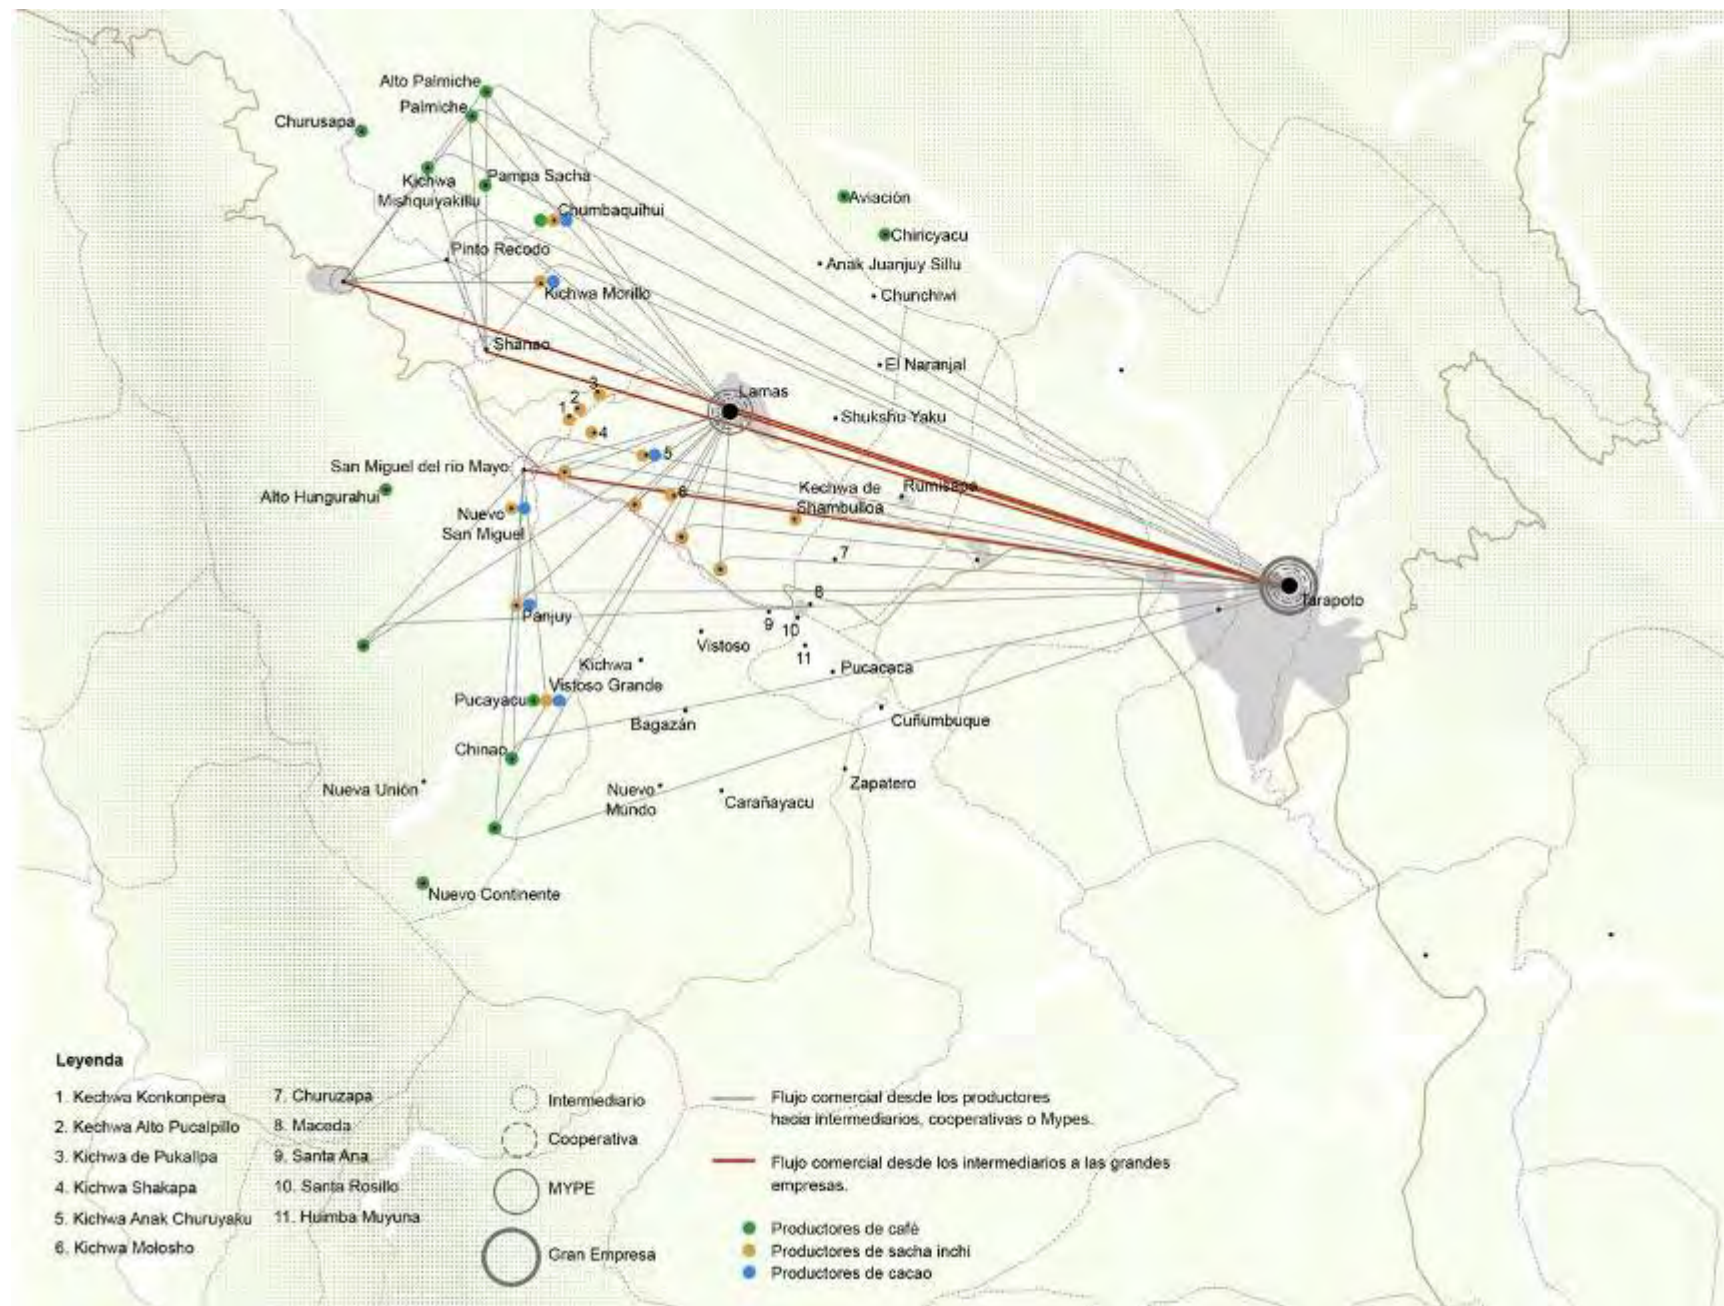 Alto Palmiche
Palmiche
Churusapa
Kichwa
Mishquiyakillu
Pampa Sacha
Chumbaquihui
Aviación
Chiricyacu
Pinto Recodo
Anak Juanjuy Sillu
Kichwa Morillo
Chunchiwi
Shanao
El Naranjal
Lamas
3
2
1
Shukshu Yaku
4
5
San Miguel del río Mayo
Alto Hungurahui
6
Kechwa de
Shambulloa
Rumisapa
Nuevo
San Miguel
7
Tarapoto
8
9
10
Panjuy
Vistoso
11
Kichwa
Vistoso Grande
Pucacaca
Pucayacu
Bagazán
Cuñumbuque
Chinao
Nueva Unión
Nuevo
Mundo
Carañayacu
Zapatero
Nuevo Continente
Leyenda
1. Kechwa Konkonpera
2. Kechwa Alto Pucalpillo
3. Kichwa de Pukallpa
4. Kichwa Shakapa
5. Kichwa Anak Churuyaku
6. Kichwa Molosho
7. Churuzapa
8. Maceda
9. Santa Ana
10. Santa Rosillo
11. Huimba Muyuna
Intermediario
Cooperativa
MYPE
Gran Empresa
Flujo comercial desde los productores
hacia intermediarios, cooperativas o Mypes.
Flujo comercial desde los intermediarios a las grandes
empresas.
Productores de café
Productores de sacha inchi
Productores de cacao